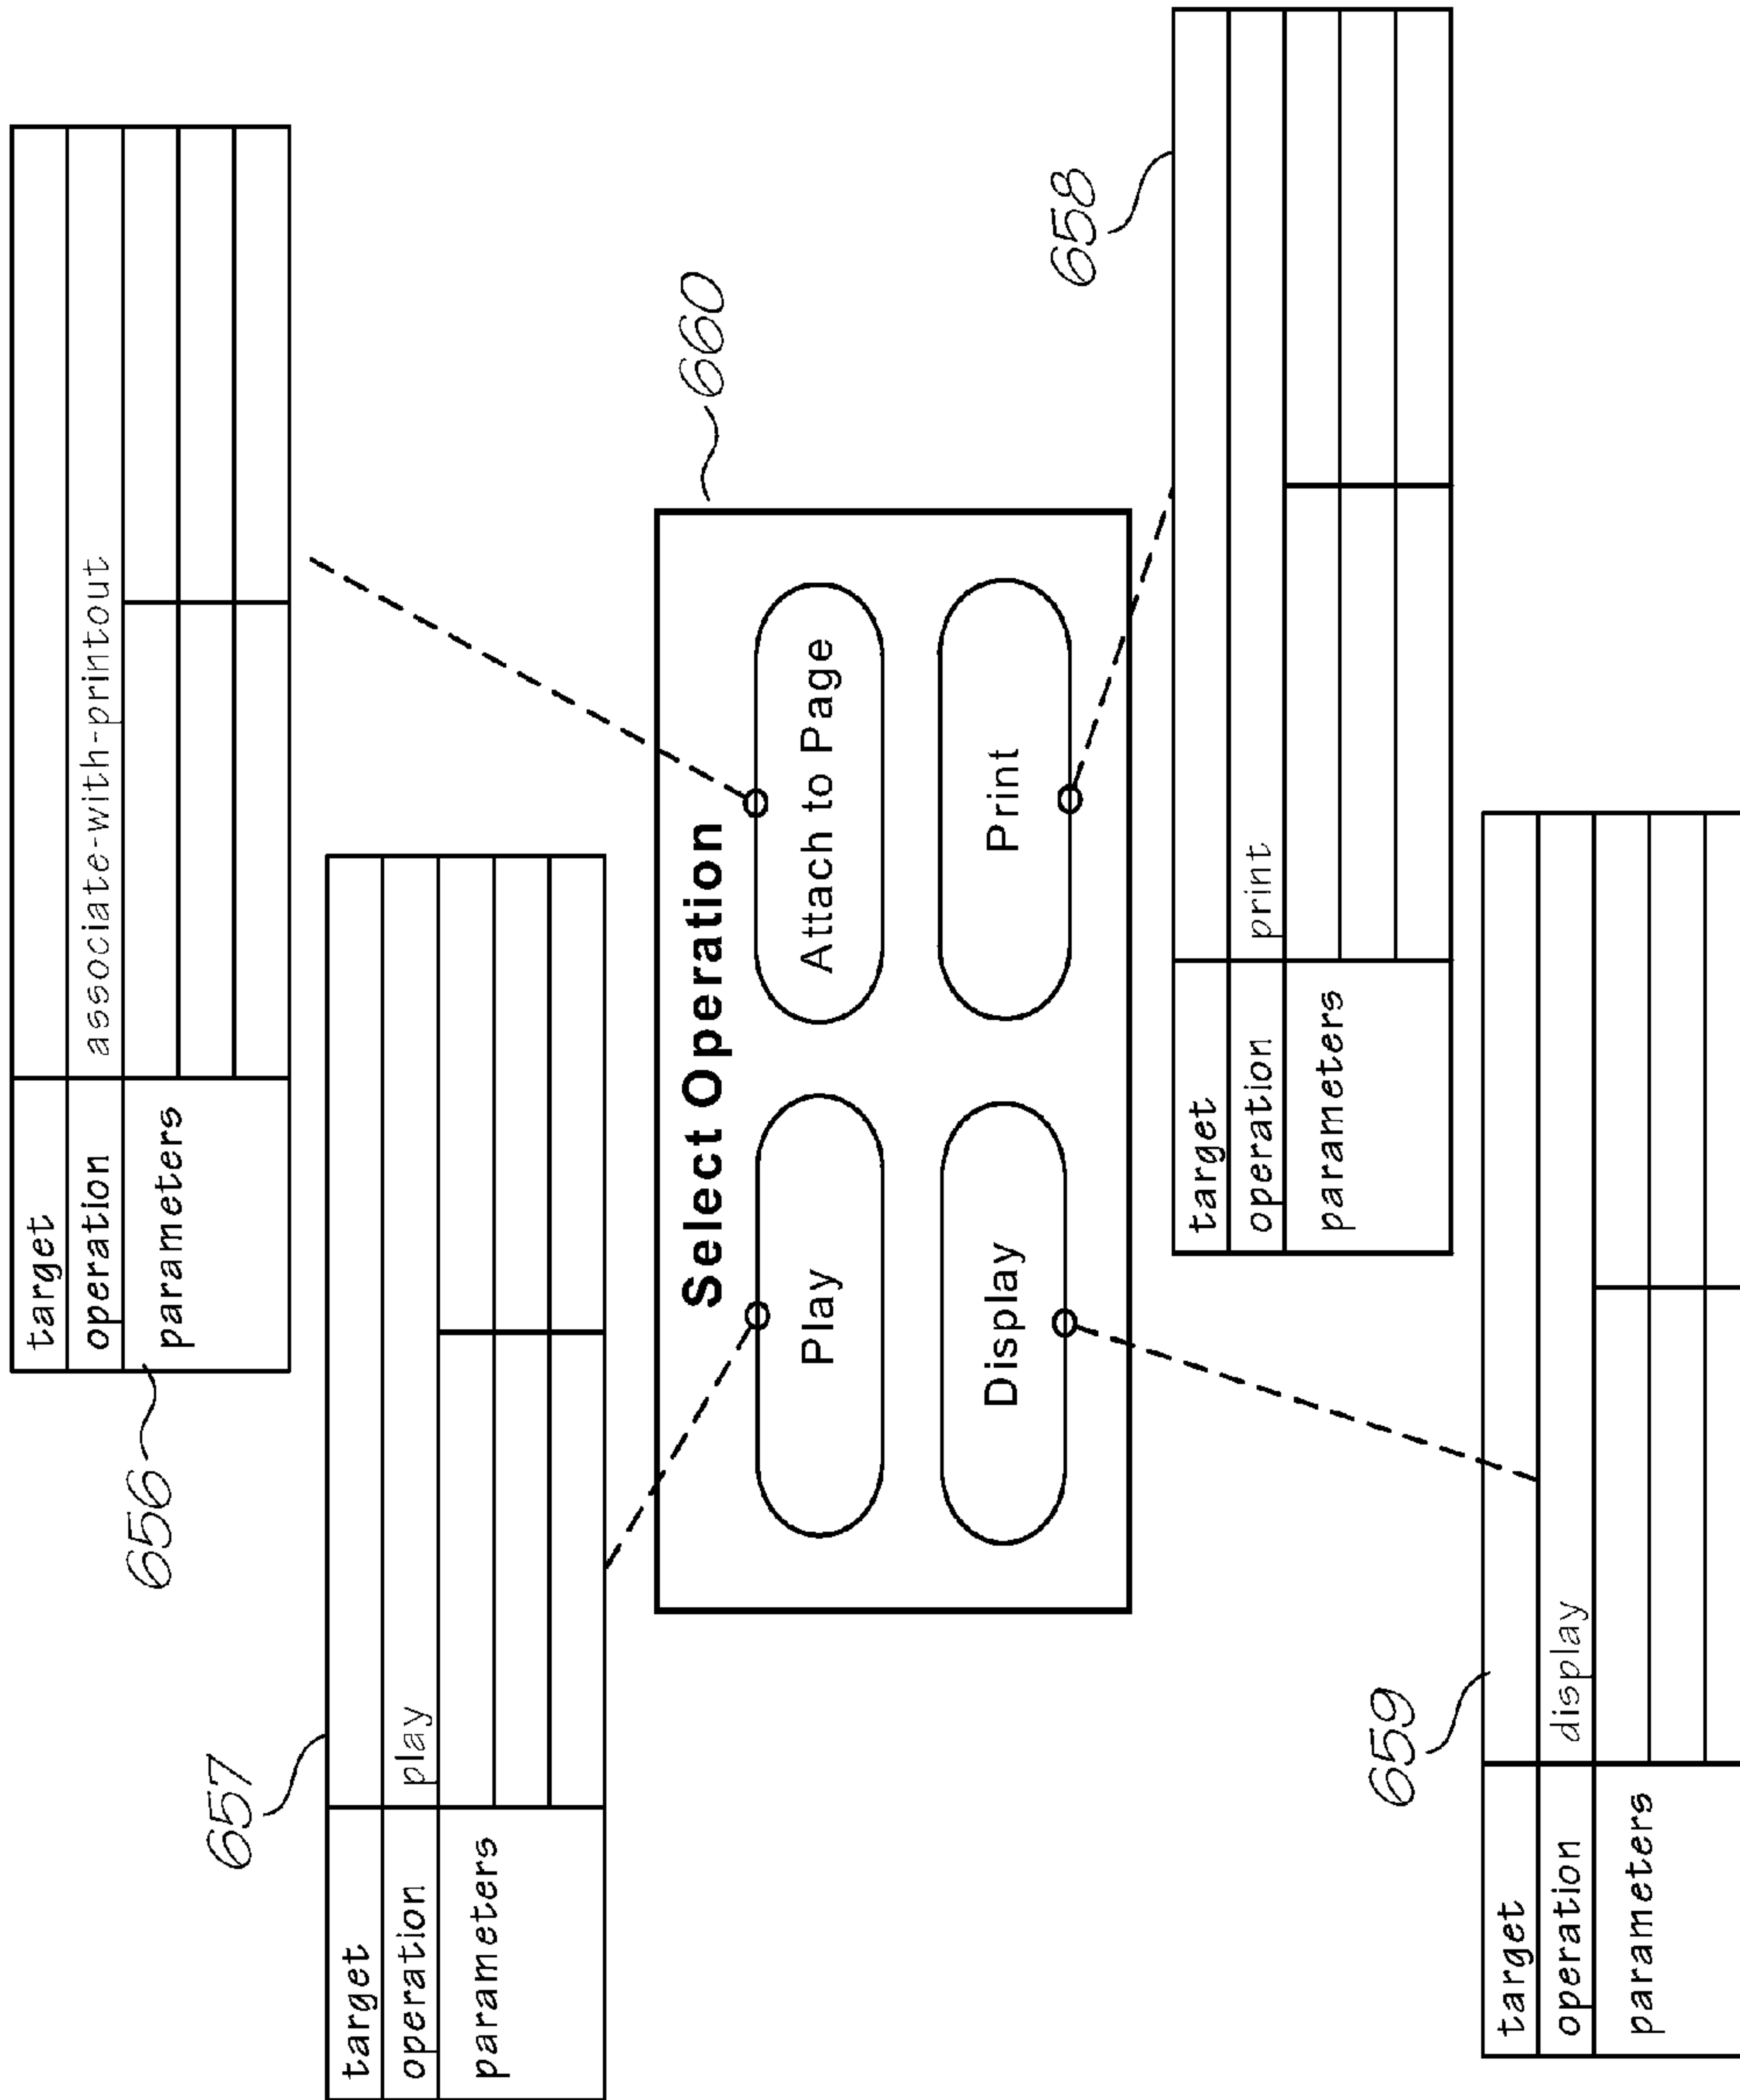 656
target
operation associate-with-printout
parameters
657
target
operation play
parameters
660
Select Operation
Play Attach to Page
Display Print
658
target
operation print
parameters
659
target
operation display
parameters